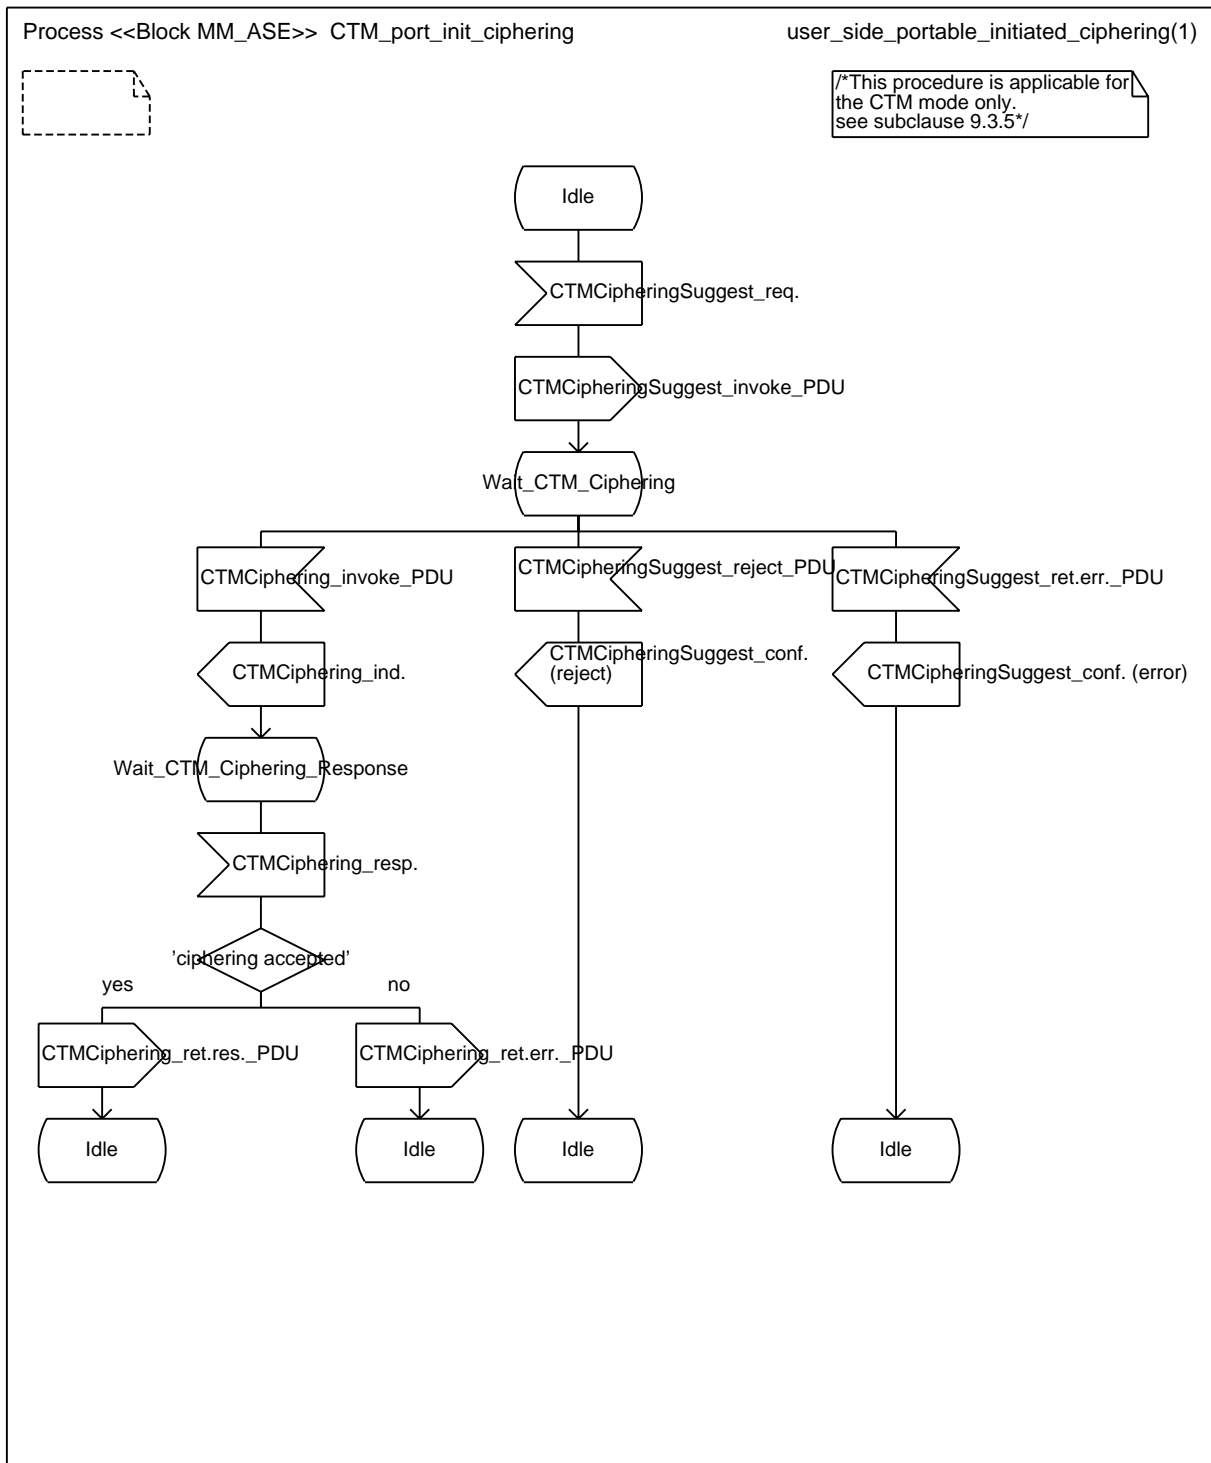 Process <<Block MM_ASE>> CTM_port_init_ciphering
user_side_portable_initiated_ciphering(1)
/*This procedure is applicable for
the CTM mode only.
see subclause 9.3.5*/
Idle
CTMCipheringSuggest_req.
CTMCipheringSuggest_invoke_PDU
Wait_CTM_Ciphering
CTMCiphering_invoke_PDU
CTMCipheringSuggest_reject_PDU
CTMCipheringSuggest_ret.err._PDU
CTMCiphering_ind.
CTMCipheringSuggest_conf.
(reject)
CTMCipheringSuggest_conf. (error)
Wait_CTM_Ciphering_Response
CTMCiphering_resp.
'ciphering accepted'
yes
no
CTMCiphering_ret.res._PDU
CTMCiphering_ret.err._PDU
Idle
Idle
Idle
Idle